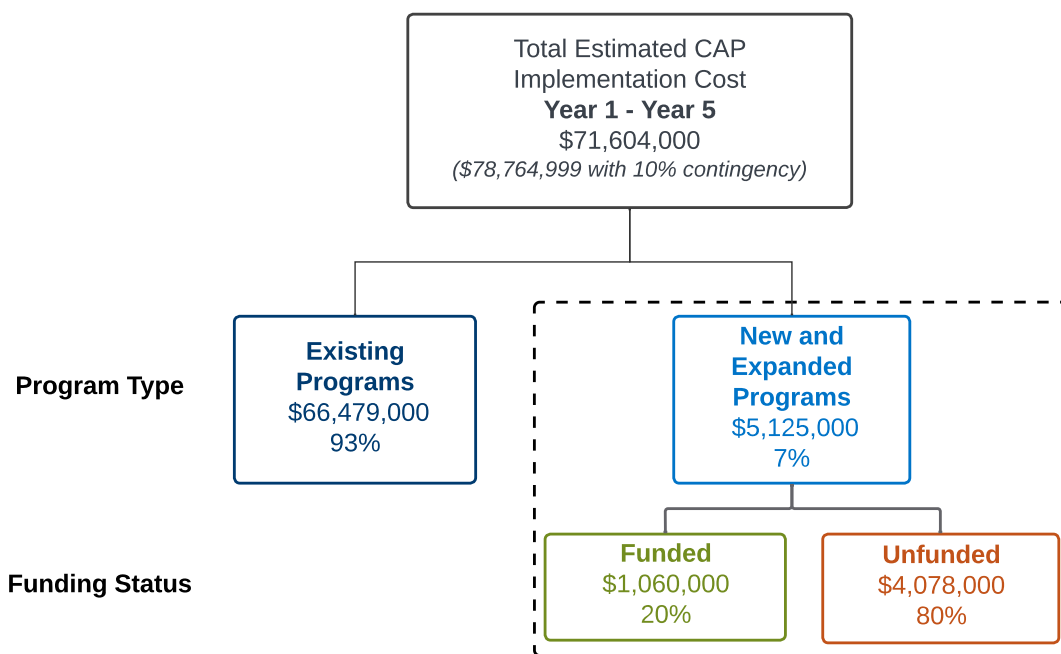 Total Estimated CAP
Implementation Cost
Year 1 - Year 5
$71,604,000
($78,764,999 with 10% contingency)
Program Type
Existing
Programs
$66,479,000
93%
New and
Expanded
Programs
$5,125,000
7%
Funding Status
Funded
$1,060,000
20%
Unfunded
$4,078,000
80%